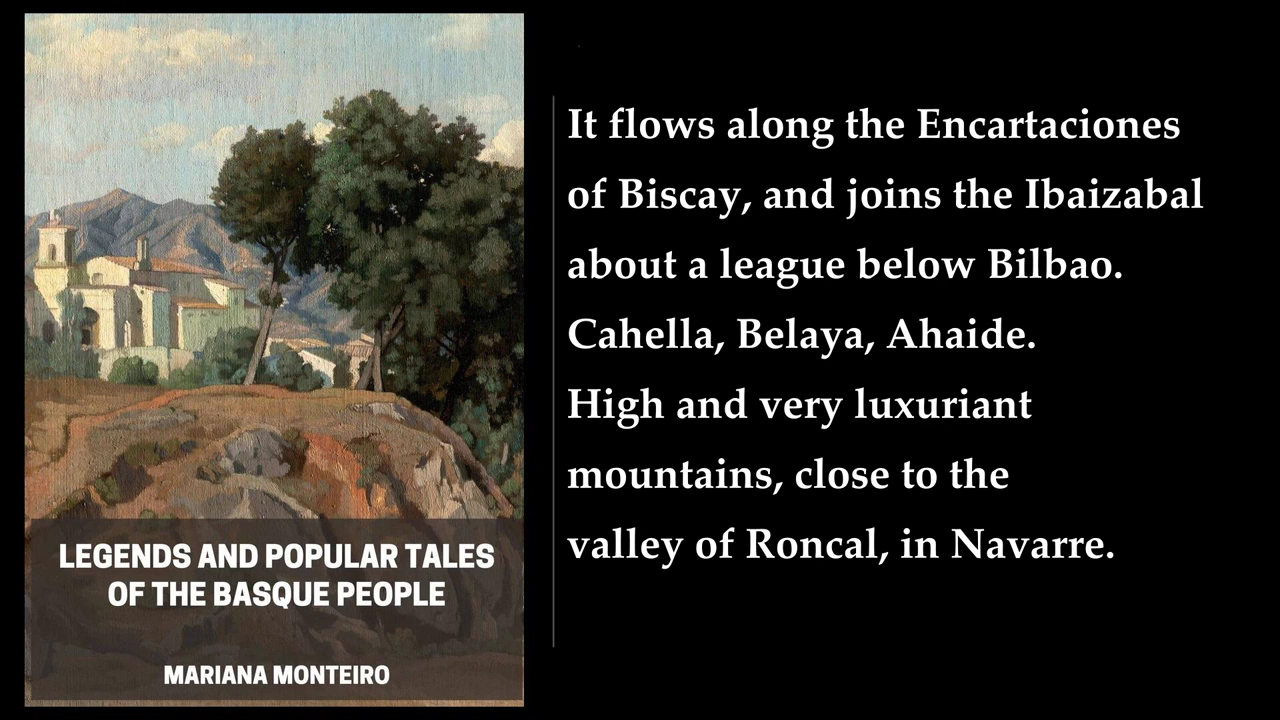 It flows along the Encartaciones
of Biscay, and joins the Ibaizabal
about a league below Bilbao.
Cahella, Belaya, Ahaide.
High and very luxuriant
mountains, close to the
valley of Roncal, in Navarre.
LEGENDS AND POPULAR TALES
OF THE BASQUE PEOPLE
MARIANA MONTEIRO